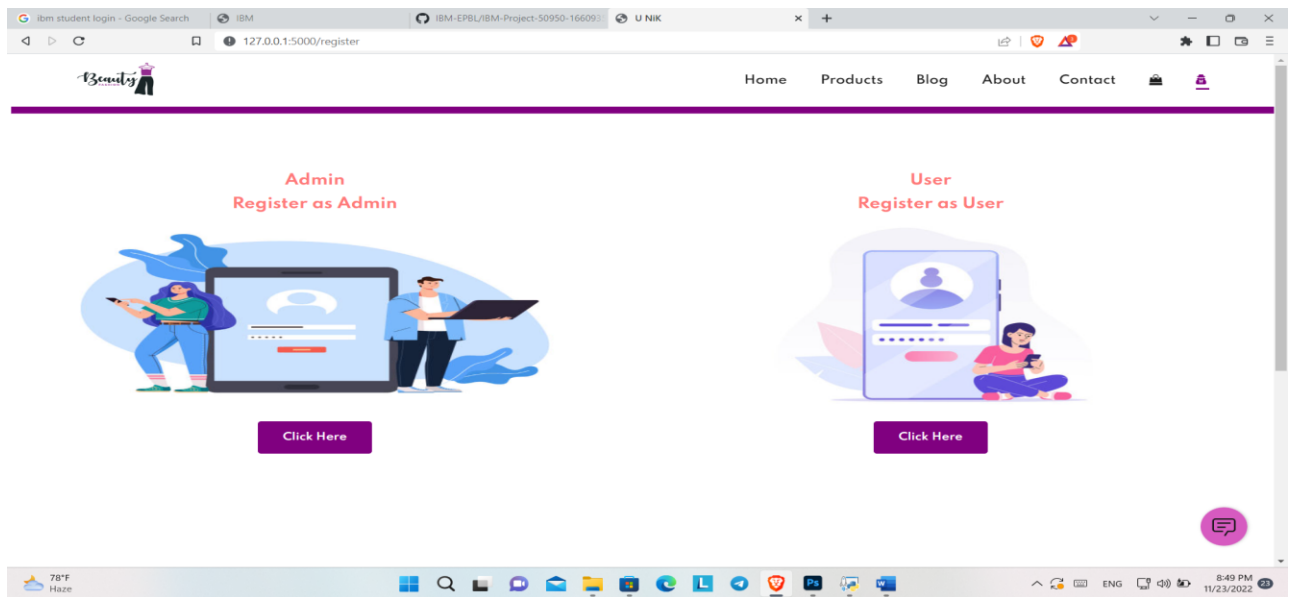 ibm student login - Google Search
IBM
IBM-EPBL/IBM-Project-50950-166093
U NiK
127.0.0.1:5000/register
Beauty
Home Products Blog About Contact
Admin
Register as Admin
User
Register as User
Click Here
Click Here
78°F
Haze
L
Ps
ENG
8:49 PM
11/23/2022
23